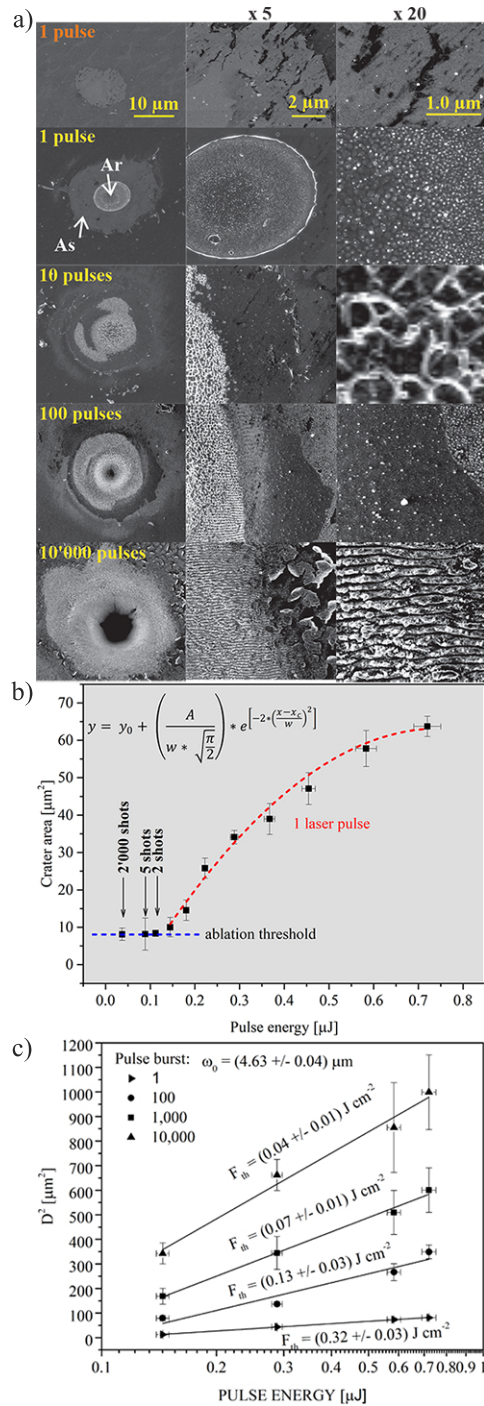 a)
x 5
x 20
1 pulse
10 µm
2 µm
1.0 µm
1 pulse
Ar
As
10 pulses
100 pulses
10'000 pulses
b)
70
60
50
40
30
20
10
0
Crater area [µm²]
y = y₀ + (A / (w * √(π/2))) * e^[-2*((x-x_c)/w)²]
2'000 shots
5 shots
2 shots
1 laser pulse
ablation threshold
0.0 0.1 0.2 0.3 0.4 0.5 0.6 0.7 0.8
Pulse energy [µJ]
c)
1200
1100
1000
900
800
700
600
500
400
300
200
100
0
D² [µm²]
Pulse burst:
1
100
1,000
10,000
ω₀ = (4.63 +/- 0.04) µm
F_th = (0.04 +/- 0.01) J cm⁻²
F_th = (0.07 +/- 0.01) J cm⁻²
F_th = (0.13 +/- 0.03) J cm⁻²
F_th = (0.32 +/- 0.03) J cm⁻²
0.1 0.2 0.3 0.4 0.5 0.6 0.7 0.8 0.9 1
PULSE ENERGY [µJ]